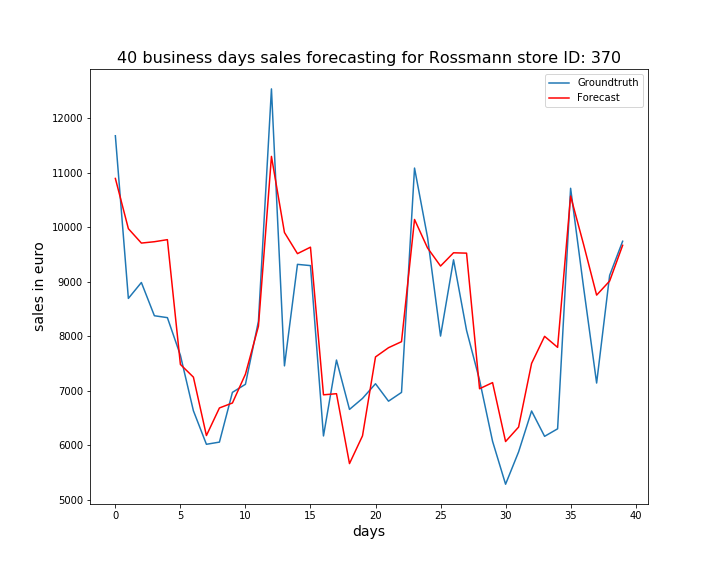 40 business days sales forecasting for Rossmann store ID: 370
Groundtruth
Forecast
12000
11000
10000
9000
8000
7000
6000
5000
sales in euro
0 5 10 15 20 25 30 35 40
days